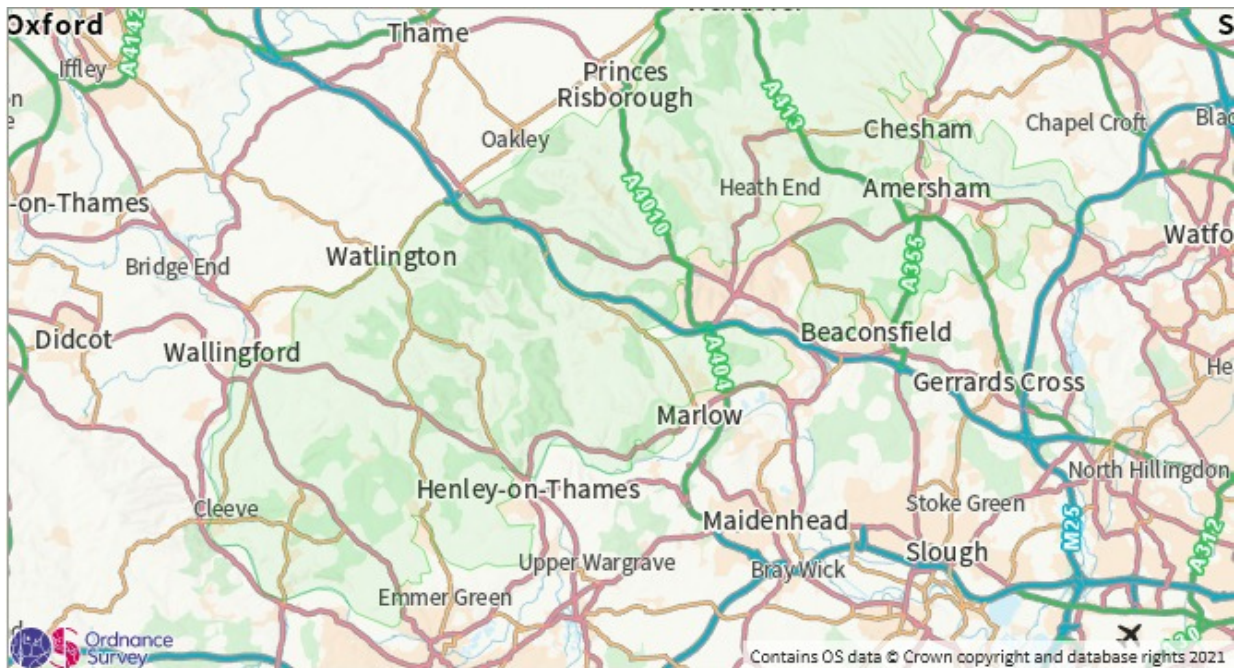 Oxford
Thame
A4142
Iffley
Princes
Risborough
A413
Oakley
Chesham
Chapel Croft
A4010
Heath End
Amersham
-on-Thames
Watlington
A355
Bridge End
Beaconsfield
Didcot
Wallingford
A404
Gerrards Cross
Marlow
North Hillingdon
Henley-on-Thames
Cleeve
Stoke Green
Maidenhead
M25
A312
Slough
Upper Wargrave
Bray Wick
Emmer Green
Ordnance
Survey
Contains OS data © Crown copyright and database rights 2021